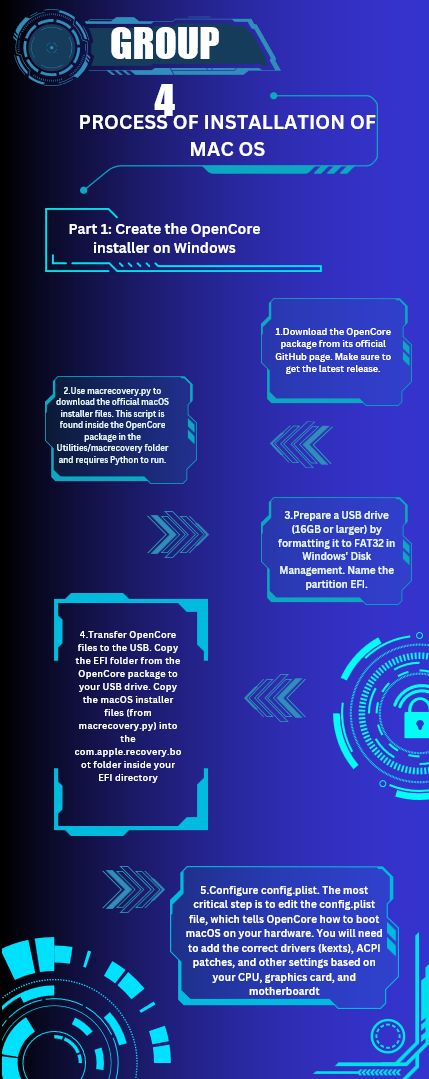 GROUP
4
PROCESS OF INSTALLATION OF
MAC OS
Part 1: Create the OpenCore
installer on Windows
1.Download the OpenCore
package from its official
GitHub page. Make sure to
get the latest release.
2.Use macrecovery.py to
download the official macOS
installer files. This script is
found inside the OpenCore
package in the
Utilities/macrecovery folder
and requires Python to run.
3.Prepare a USB drive
(16GB or larger) by
formatting it to FAT32 in
Windows' Disk
Management. Name the
partition EFI.
4.Transfer OpenCore
files to the USB. Copy
the EFI folder from the
OpenCore package to
your USB drive. Copy
the macOS installer
files (from
macrecovery.py) into
the
com.apple.recovery.bo
ot folder inside your
EFI directory
5.Configure config.plist. The most
critical step is to edit the config.plist
file, which tells OpenCore how to boot
macOS on your hardware. You will need
to add the correct drivers (kexts), ACPI
patches, and other settings based on
your CPU, graphics card, and
motherboardt